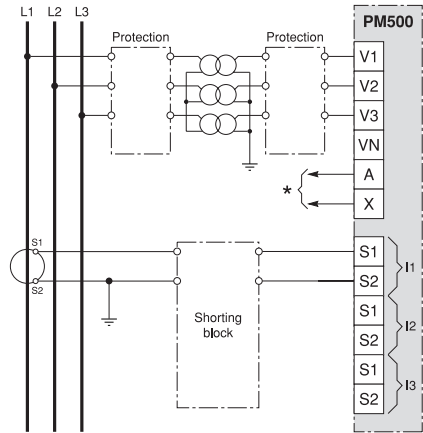 L1 L2 L3
Protection
Protection
PM500
V1
V2
V3
VN
A
*
X
S1
S2
Shorting
block
S1
S2
I1
S1
S2
I2
S1
S2
I3